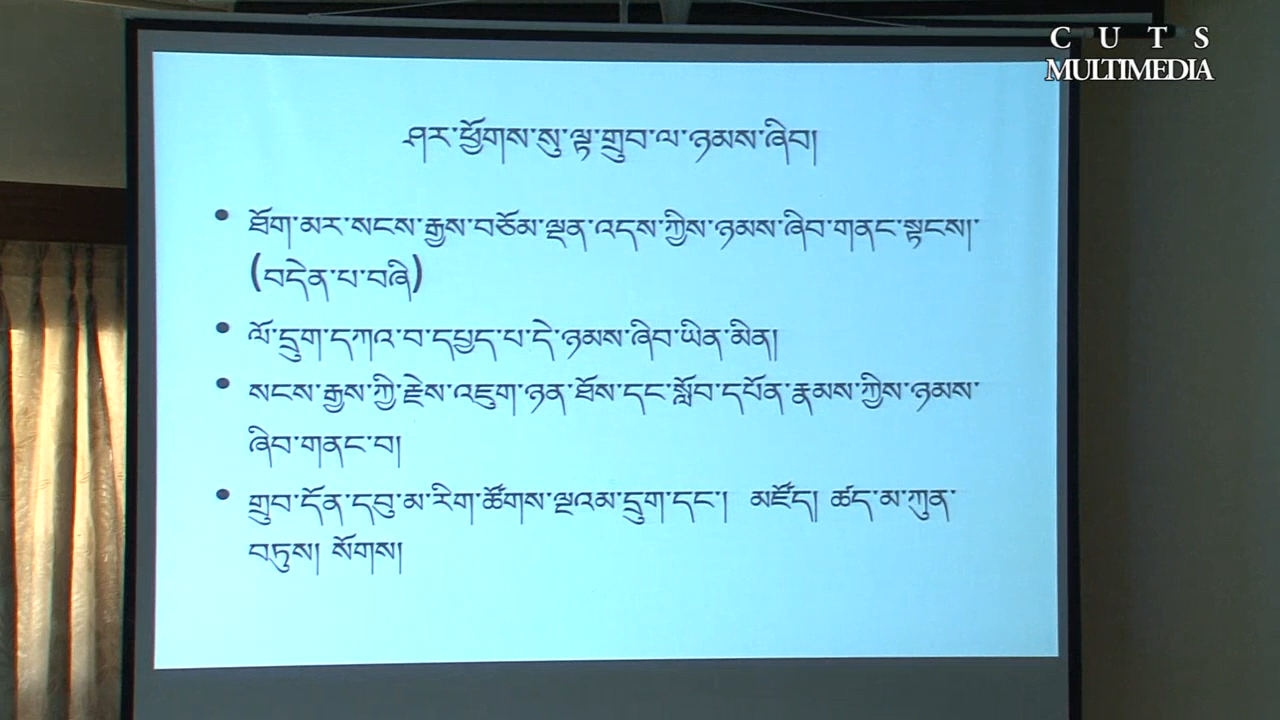 C U T S
MULTIMEDIA
ཤར་ཕྱོགས་སུ་ལྟ་གྲུབ་ལ་ཉམས་ཞིབ།
• ཐོག་མར་སངས་རྒྱས་བཅོམ་ལྡན་འདས་ཀྱིས་ཉམས་ཞིབ་གནང་སྟངས།་
(བདེན་པ་བཞི)
• ལོ་དྲུག་དཀའ་བ་དཔྱད་པ་དེ་ཉམས་ཞིབ་ཡིན་མིན།
• སངས་རྒྱས་ཀྱི་རྗེས་འཇུག་ཉན་ཐོས་དང་སློབ་དཔོན་རྣམས་ཀྱིས་ཉམས་
ཞིབ་གནང་བ།
• གྲུབ་དོན་དབུ་མ་རིག་ཚོགས་ལྔའམ་དྲུག་དང་། མཛོད། ཚད་མ་ཀུན་
བཏུས། སོགས།